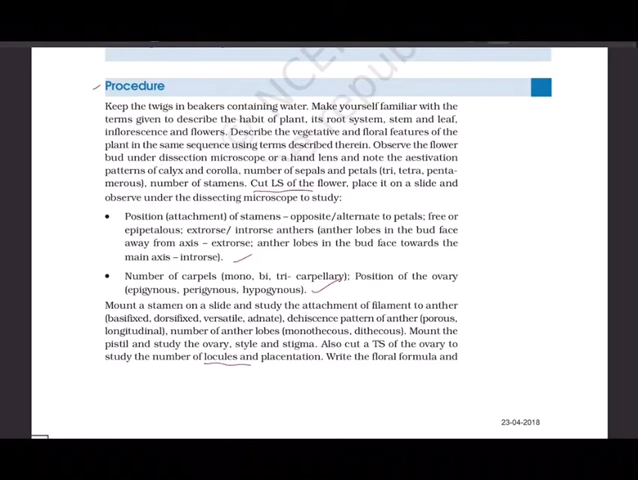 Procedure
Keep the twigs in beakers containing water. Make yourself familiar with the
terms given to describe the habit of plant, its root system, stem and leaf,
inflorescence and flowers. Describe the vegetative and floral features of the
plant in the same sequence using terms described therein. Observe the flower
bud under dissection microscope or a hand lens and note the aestivation
patterns of calyx and corolla, number of sepals and petals (tri, tetra, penta-
merous), number of stamens. Cut LS of the flower, place it on a slide and
observe under the dissecting microscope to study:
• Position (attachment) of stamens – opposite/alternate to petals; free or
epipetalous; extrorse/ introrse anthers (anther lobes in the bud face
away from axis – extrorse; anther lobes in the bud face towards the
main axis – introrse).
• Number of carpels (mono, bi, tri- carpellary); Position of the ovary
(epigynous, perigynous, hypogynous).
Mount a stamen on a slide and study the attachment of filament to anther
(basifixed, dorsifixed, versatile, adnate), dehiscence pattern of anther (porous,
longitudinal), number of anther lobes (monothecous, dithecous). Mount the
pistil and study the ovary, style and stigma. Also cut a TS of the ovary to
study the number of locules and placentation. Write the floral formula and
23-04-2018